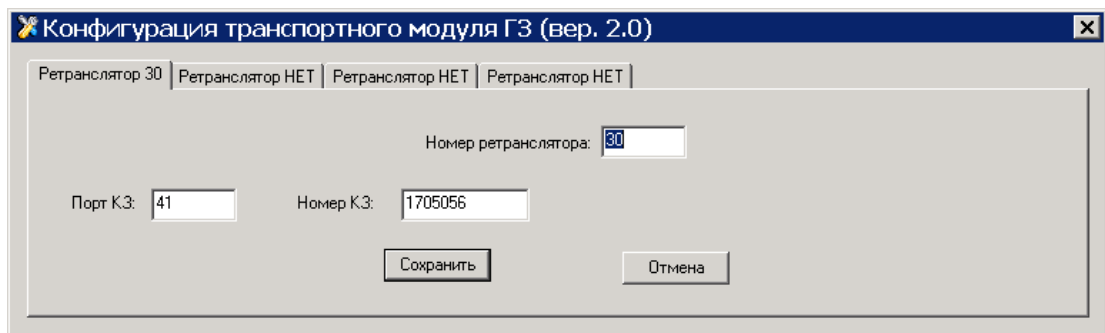 Конфигурация транспортного модуля ГЗ (вер. 2.0)
Ретранслятор 30 Ретранслятор НЕТ Ретранслятор НЕТ Ретранслятор НЕТ
Номер ретранслятора: 30
Порт КЗ: 41 Номер КЗ: 1705056
Сохранить Отмена